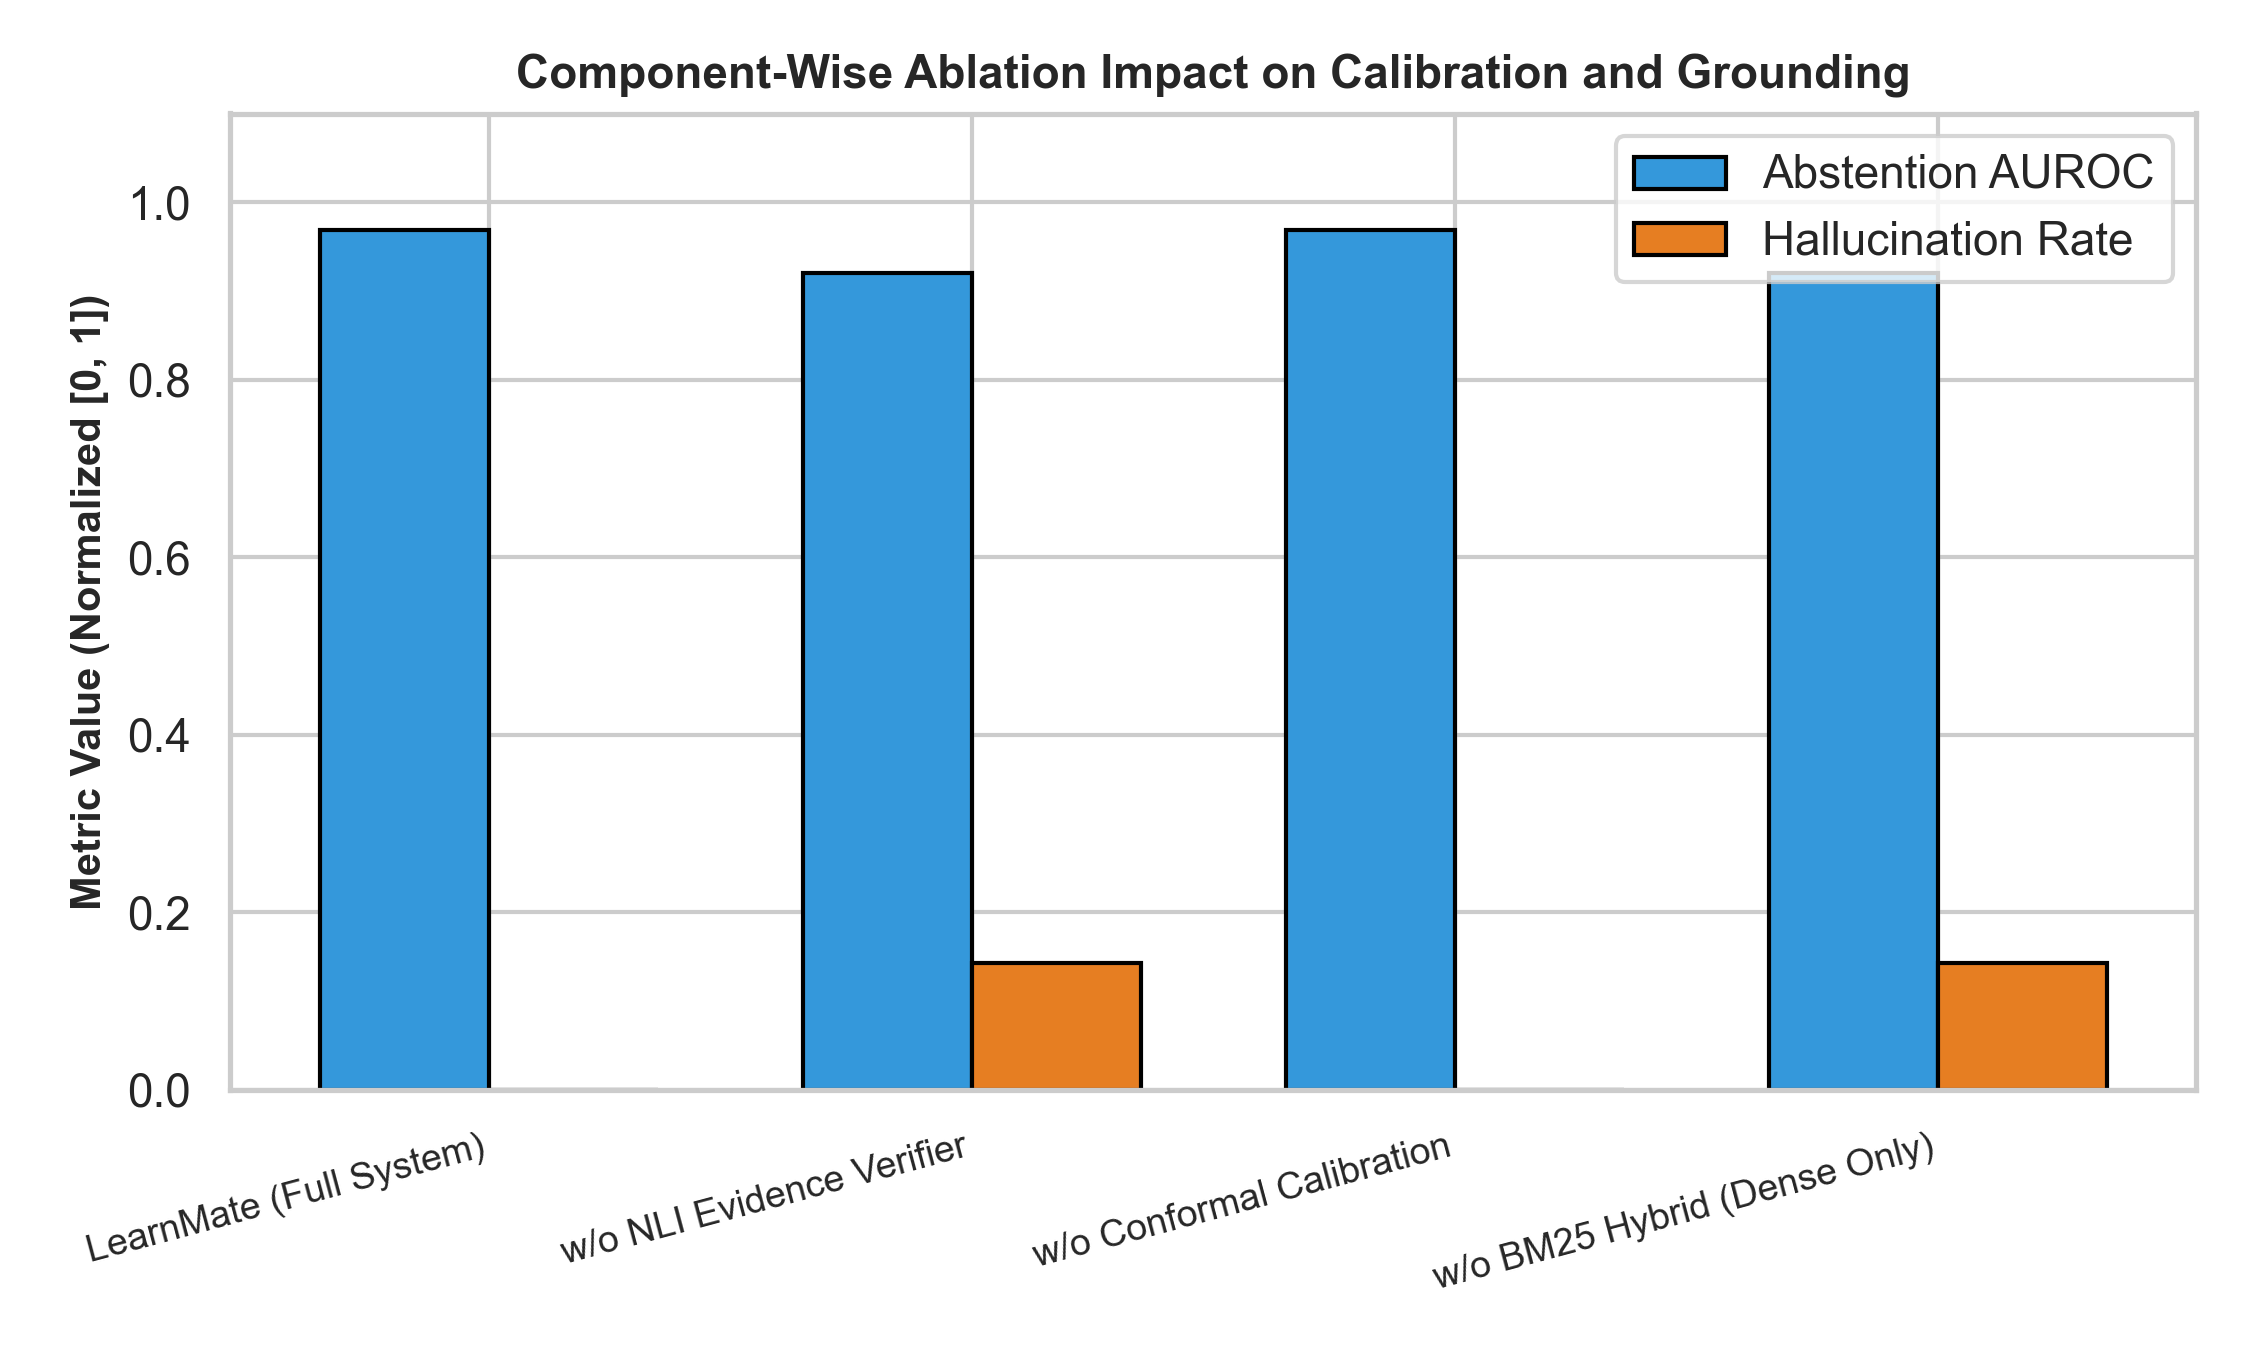 Component-Wise Ablation Impact on Calibration and Grounding
Abstention AUROC
Hallucination Rate
Metric Value (Normalized [0, 1])
1.0
0.8
0.6
0.4
0.2
0.0
LearnMate (Full System)
w/o NLI Evidence Verifier
w/o Conformal Calibration
w/o BM25 Hybrid (Dense Only)